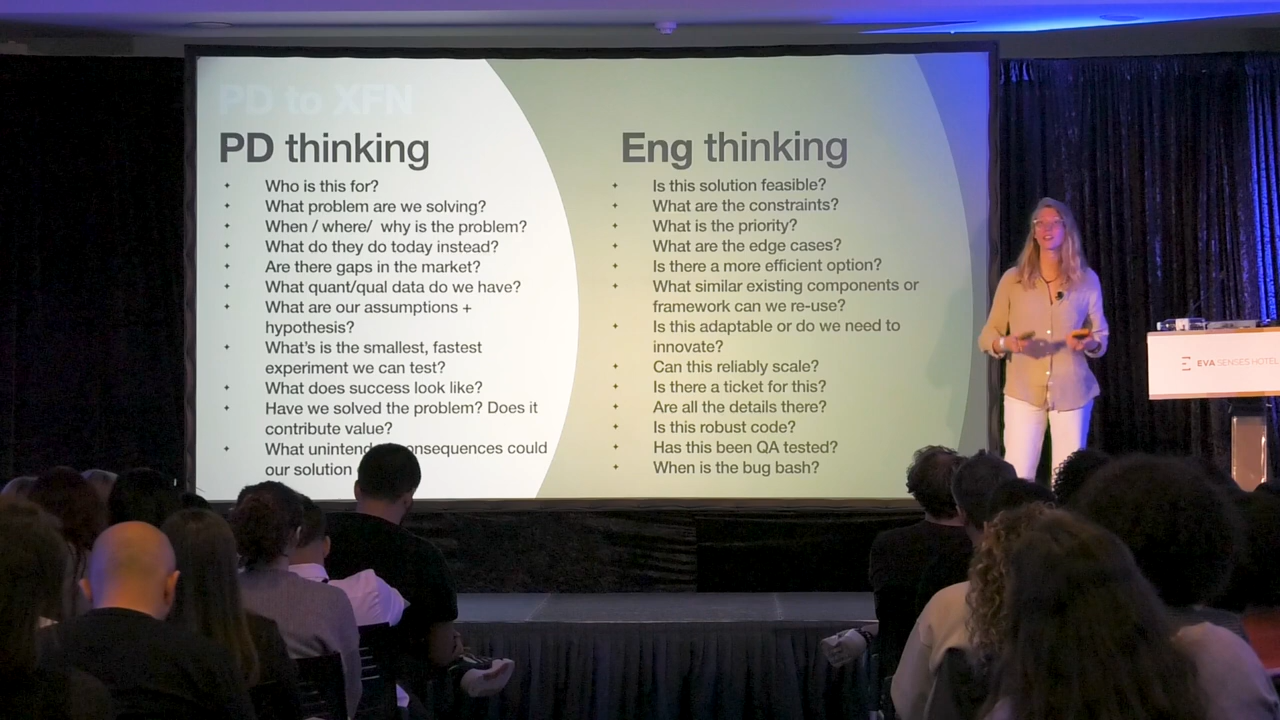 PD to XFN
PD thinking
Who is this for?
What problem are we solving?
When / where/ why is the problem?
What do they do today instead?
Are there gaps in the market?
What quant/qual data do we have?
What are our assumptions +
hypothesis?
What's is the smallest, fastest
experiment we can test?
What does success look like?
Have we solved the problem? Does it
contribute value?
What could
our solution
Eng thinking
Is this solution feasible?
What are the constraints?
What is the priority?
What are the edge cases?
Is there a more efficient option?
What similar existing components or
framework can we re-use?
Is this adaptable or do we need to
innovate?
Can this reliably scale?
Is there a ticket for this?
Are all the details there?
Is this robust code?
Has this been QA tested?
When is the bug bash?
EVA SENSES HOTEL